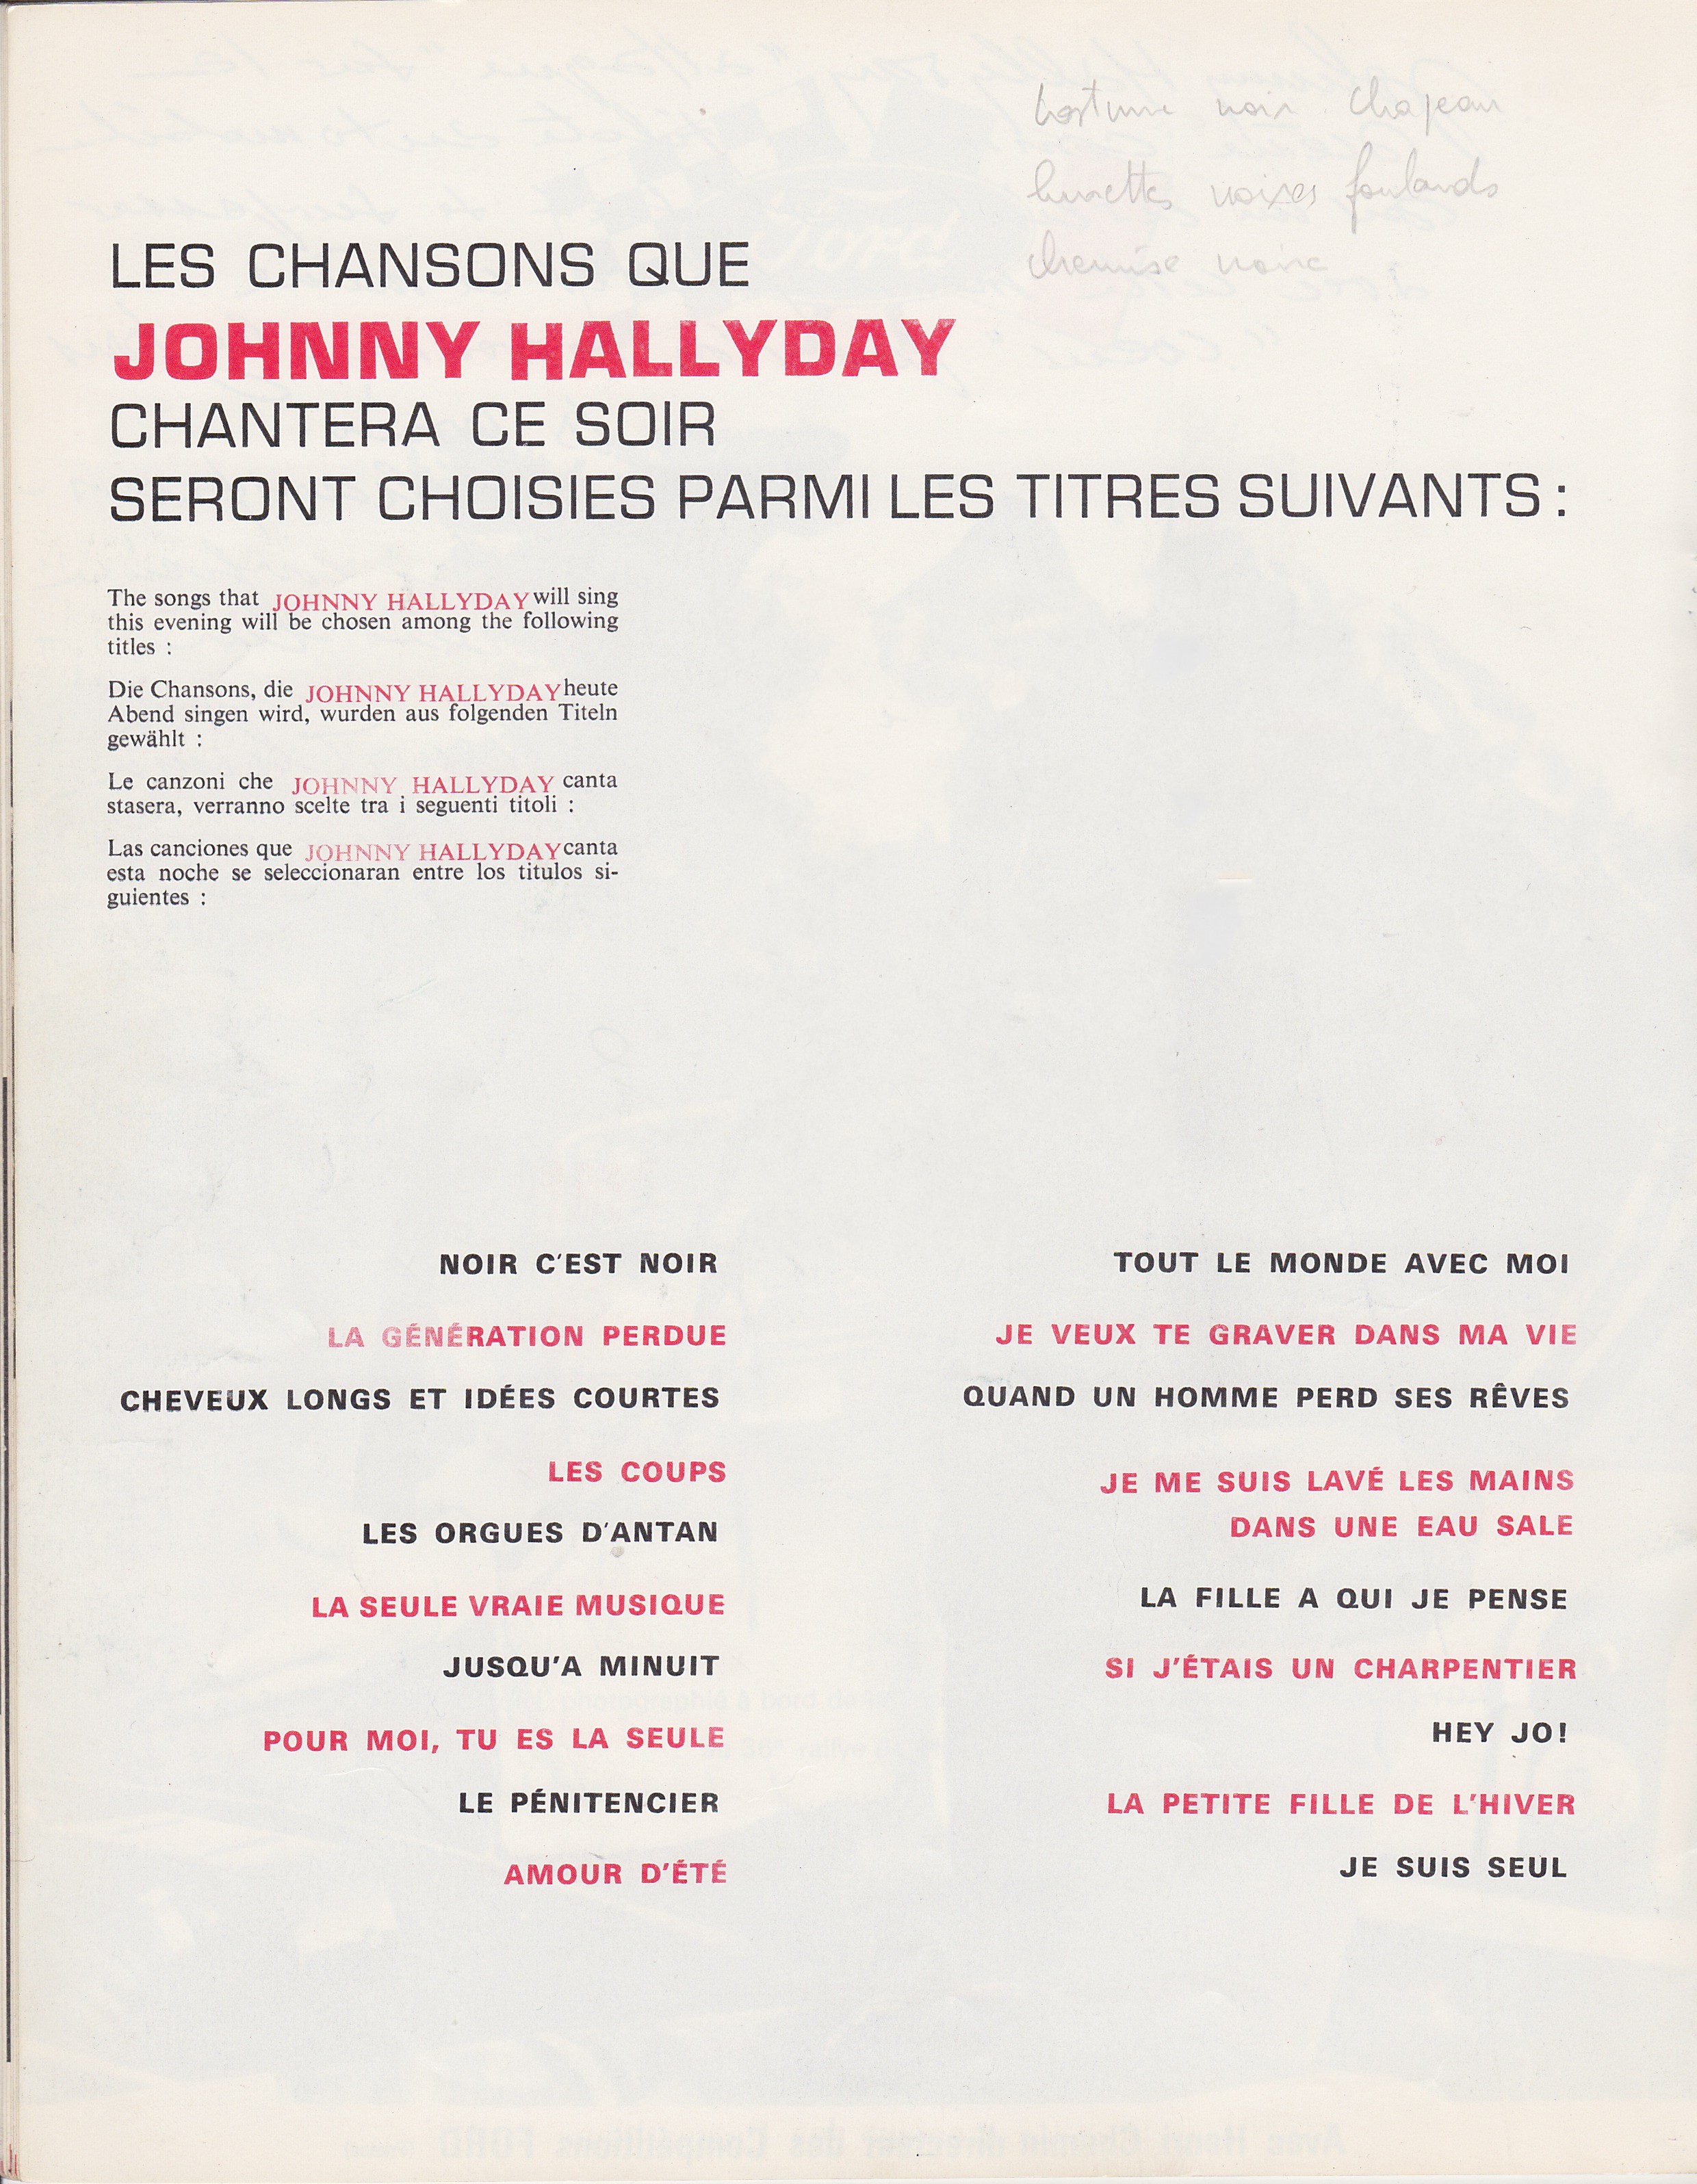 costume noir chapeau
lunettes noires foulards
chemise noire
LES CHANSONS QUE
JOHNNY HALLYDAY
CHANTERA CE SOIR
SERONT CHOISIES PARMI LES TITRES SUIVANTS :
The songs that JOHNNY HALLYDAY will sing
this evening will be chosen among the following
titles :
Die Chansons, die JOHNNY HALLYDAY heute
Abend singen wird, wurden aus folgenden Titeln
gewählt :
Le canzoni che JOHNNY HALLYDAY canta
stasera, verranno scelte tra i seguenti titoli :
Las canciones que JOHNNY HALLYDAY canta
esta noche se seleccionaran entre los titulos si-
guientes :
NOIR C'EST NOIR
LA GÉNÉRATION PERDUE
CHEVEUX LONGS ET IDÉES COURTES
LES COUPS
LES ORGUES D'ANTAN
LA SEULE VRAIE MUSIQUE
JUSQU'A MINUIT
POUR MOI, TU ES LA SEULE
LE PÉNITENCIER
AMOUR D'ÉTÉ
TOUT LE MONDE AVEC MOI
JE VEUX TE GRAVER DANS MA VIE
QUAND UN HOMME PERD SES RÊVES
JE ME SUIS LAVÉ LES MAINS
DANS UNE EAU SALE
LA FILLE A QUI JE PENSE
SI J'ÉTAIS UN CHARPENTIER
HEY JO!
LA PETITE FILLE DE L'HIVER
JE SUIS SEUL